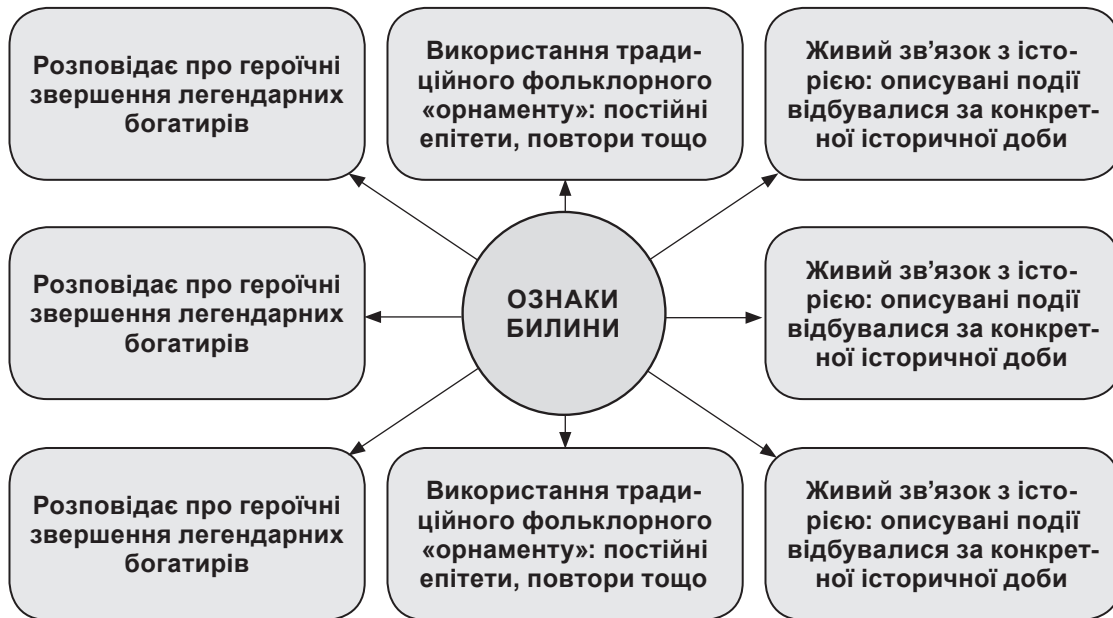 Розповідає про героїчні
звершення легендарних
богатирів
Використання тради-
ційного фольклорного
«орнаменту»: постійні
епітети, повтори тощо
Живий зв’язок з істо-
рією: описувані події
відбувалися за конкрет-
ної історичної доби
Розповідає про героїчні
звершення легендарних
богатирів
ОЗНАКИ
БИЛИНИ
Живий зв’язок з істо-
рією: описувані події
відбувалися за конкрет-
ної історичної доби
Розповідає про героїчні
звершення легендарних
богатирів
Використання тради-
ційного фольклорного
«орнаменту»: постійні
епітети, повтори тощо
Живий зв’язок з істо-
рією: описувані події
відбувалися за конкрет-
ної історичної доби